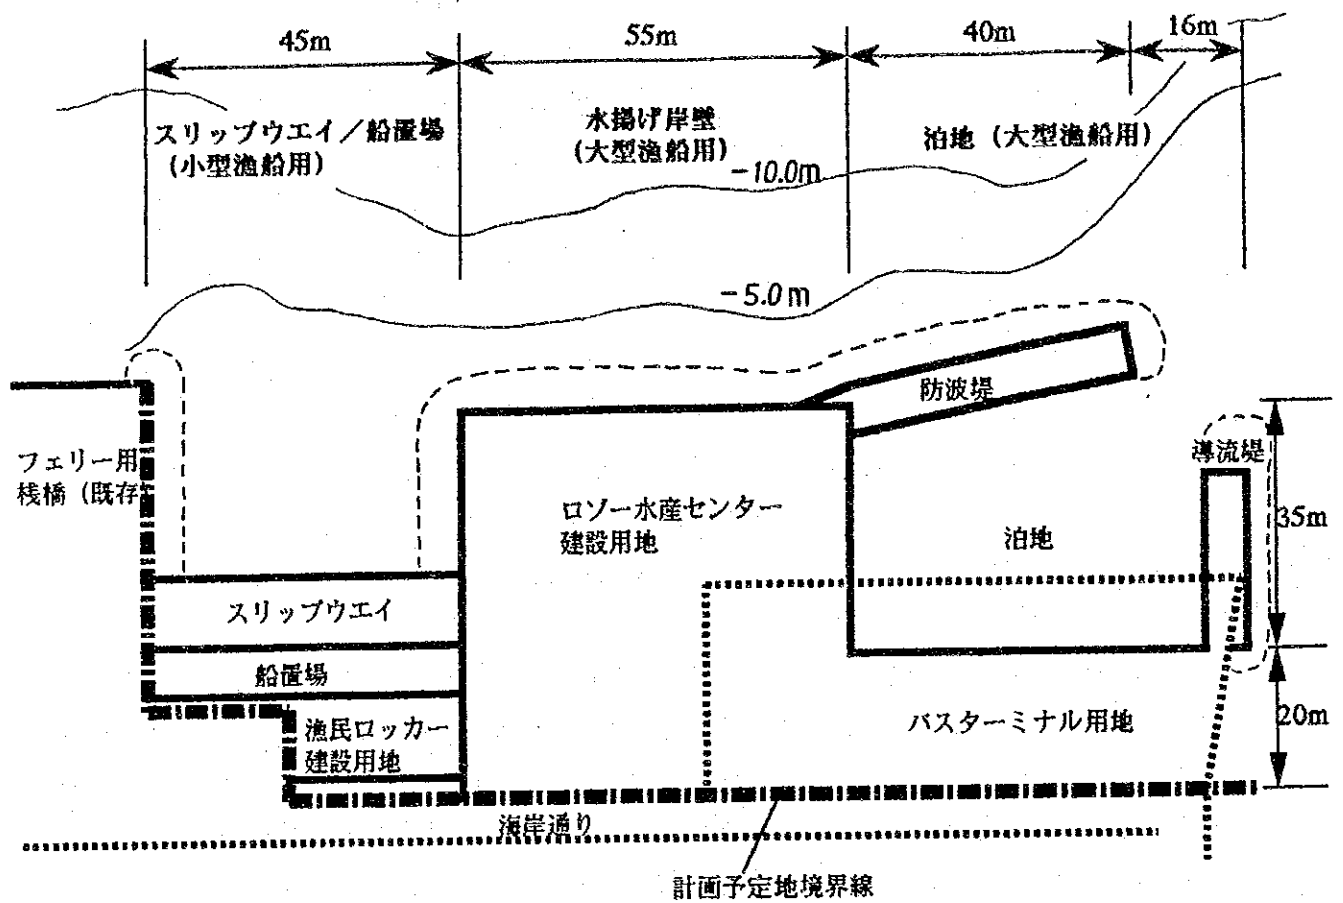 45m
55m
40m
16m
スリップウエイ／船置場
（小型漁船用）
水揚げ岸壁
（大型漁船用）
泊地（大型漁船用）
－10.0m
－5.0m
防波堤
導流堤
フェリー用
桟橋（既存）
ロゾー水産センター
建設用地
泊地
35m
スリップウエイ
船置場
漁民ロッカー
建設用地
バスターミナル用地
20m
海岸通り
計画予定地境界線